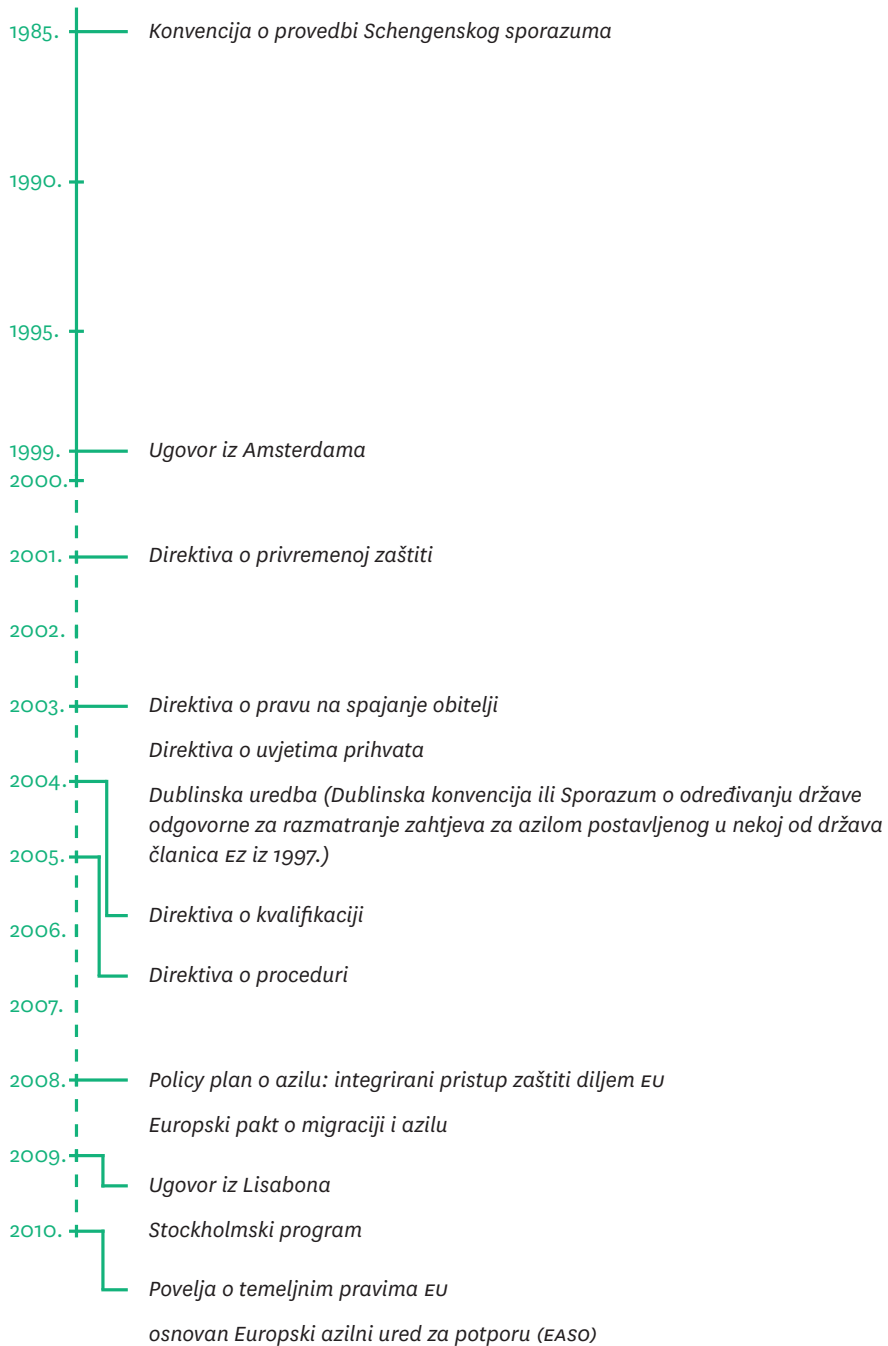 1985. Konvencija o provedbi Schengenskog sporazuma
1990.
1995.
1999. Ugovor iz Amsterdama
2000.
2001. Direktiva o privremenoj zaštiti
2002.
2003. Direktiva o pravu na spajanje obitelji
Direktiva o uvjetima prihvata
2004.
Dublinska uredba (Dublinska konvencija ili Sporazum o određivanju države
odgovorne za razmatranje zahtjeva za azilom postavljenog u nekoj od država
2005. članica EZ iz 1997.)
Direktiva o kvalifikaciji
2006.
Direktiva o proceduri
2007.
2008. Policy plan o azilu: integrirani pristup zaštiti diljem EU
Europski pakt o migraciji i azilu
2009.
Ugovor iz Lisabona
2010. Stockholmski program
Povelja o temeljnim pravima EU
osnovan Europski azilni ured za potporu (EASO)